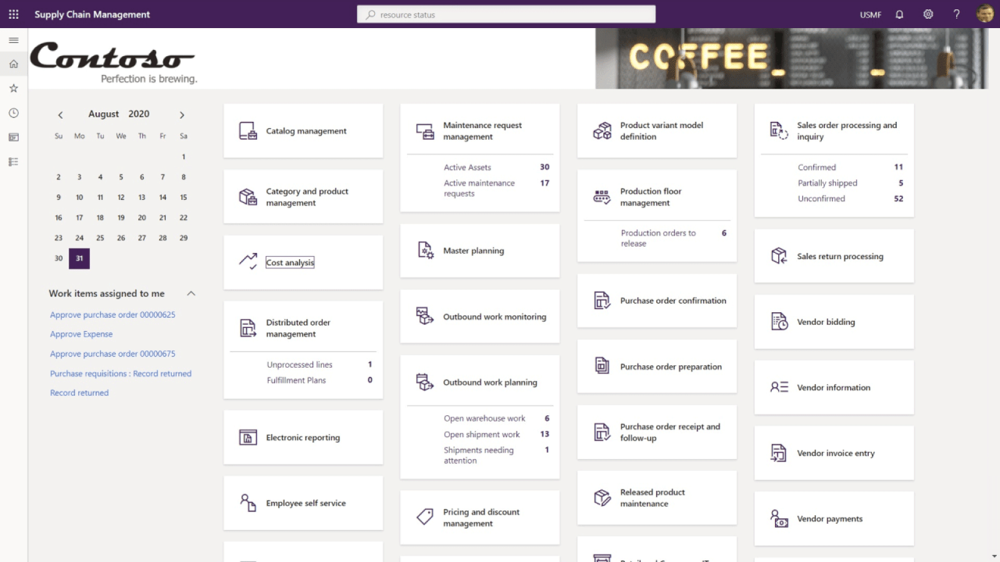 Supply Chain Management
resource status
USMF
Contoso
Perfection is brewing.
COFFEE
August 2020
Su Mo Tu We Th Fr Sa
1
2 3 4 5 6 7 8
9 10 11 12 13 14 15
16 17 18 19 20 21 22
23 24 25 26 27 28 29
30 31
Work items assigned to me
Approve purchase order 00000625
Approve Expense
Approve purchase order 00000675
Purchase requisitions : Record returned
Record returned
Catalog management
Category and product
management
Cost analysis
Distributed order
management
Unprocessed lines 1
Fulfillment Plans 0
Electronic reporting
Employee self service
Maintenance request
management
Active Assets 30
Active maintenance 17
requests
Master planning
Outbound work monitoring
Outbound work planning
Open warehouse work 6
Open shipment work 13
Shipments needing 1
attention
Pricing and discount
management
Product variant model
definition
Production floor
management
Production orders to 6
release
Purchase order confirmation
Purchase order preparation
Purchase order receipt and
follow-up
Released product
maintenance
Sales order processing and
inquiry
Confirmed 11
Partially shipped 5
Unconfirmed 52
Sales return processing
Vendor bidding
Vendor information
Vendor invoice entry
Vendor payments